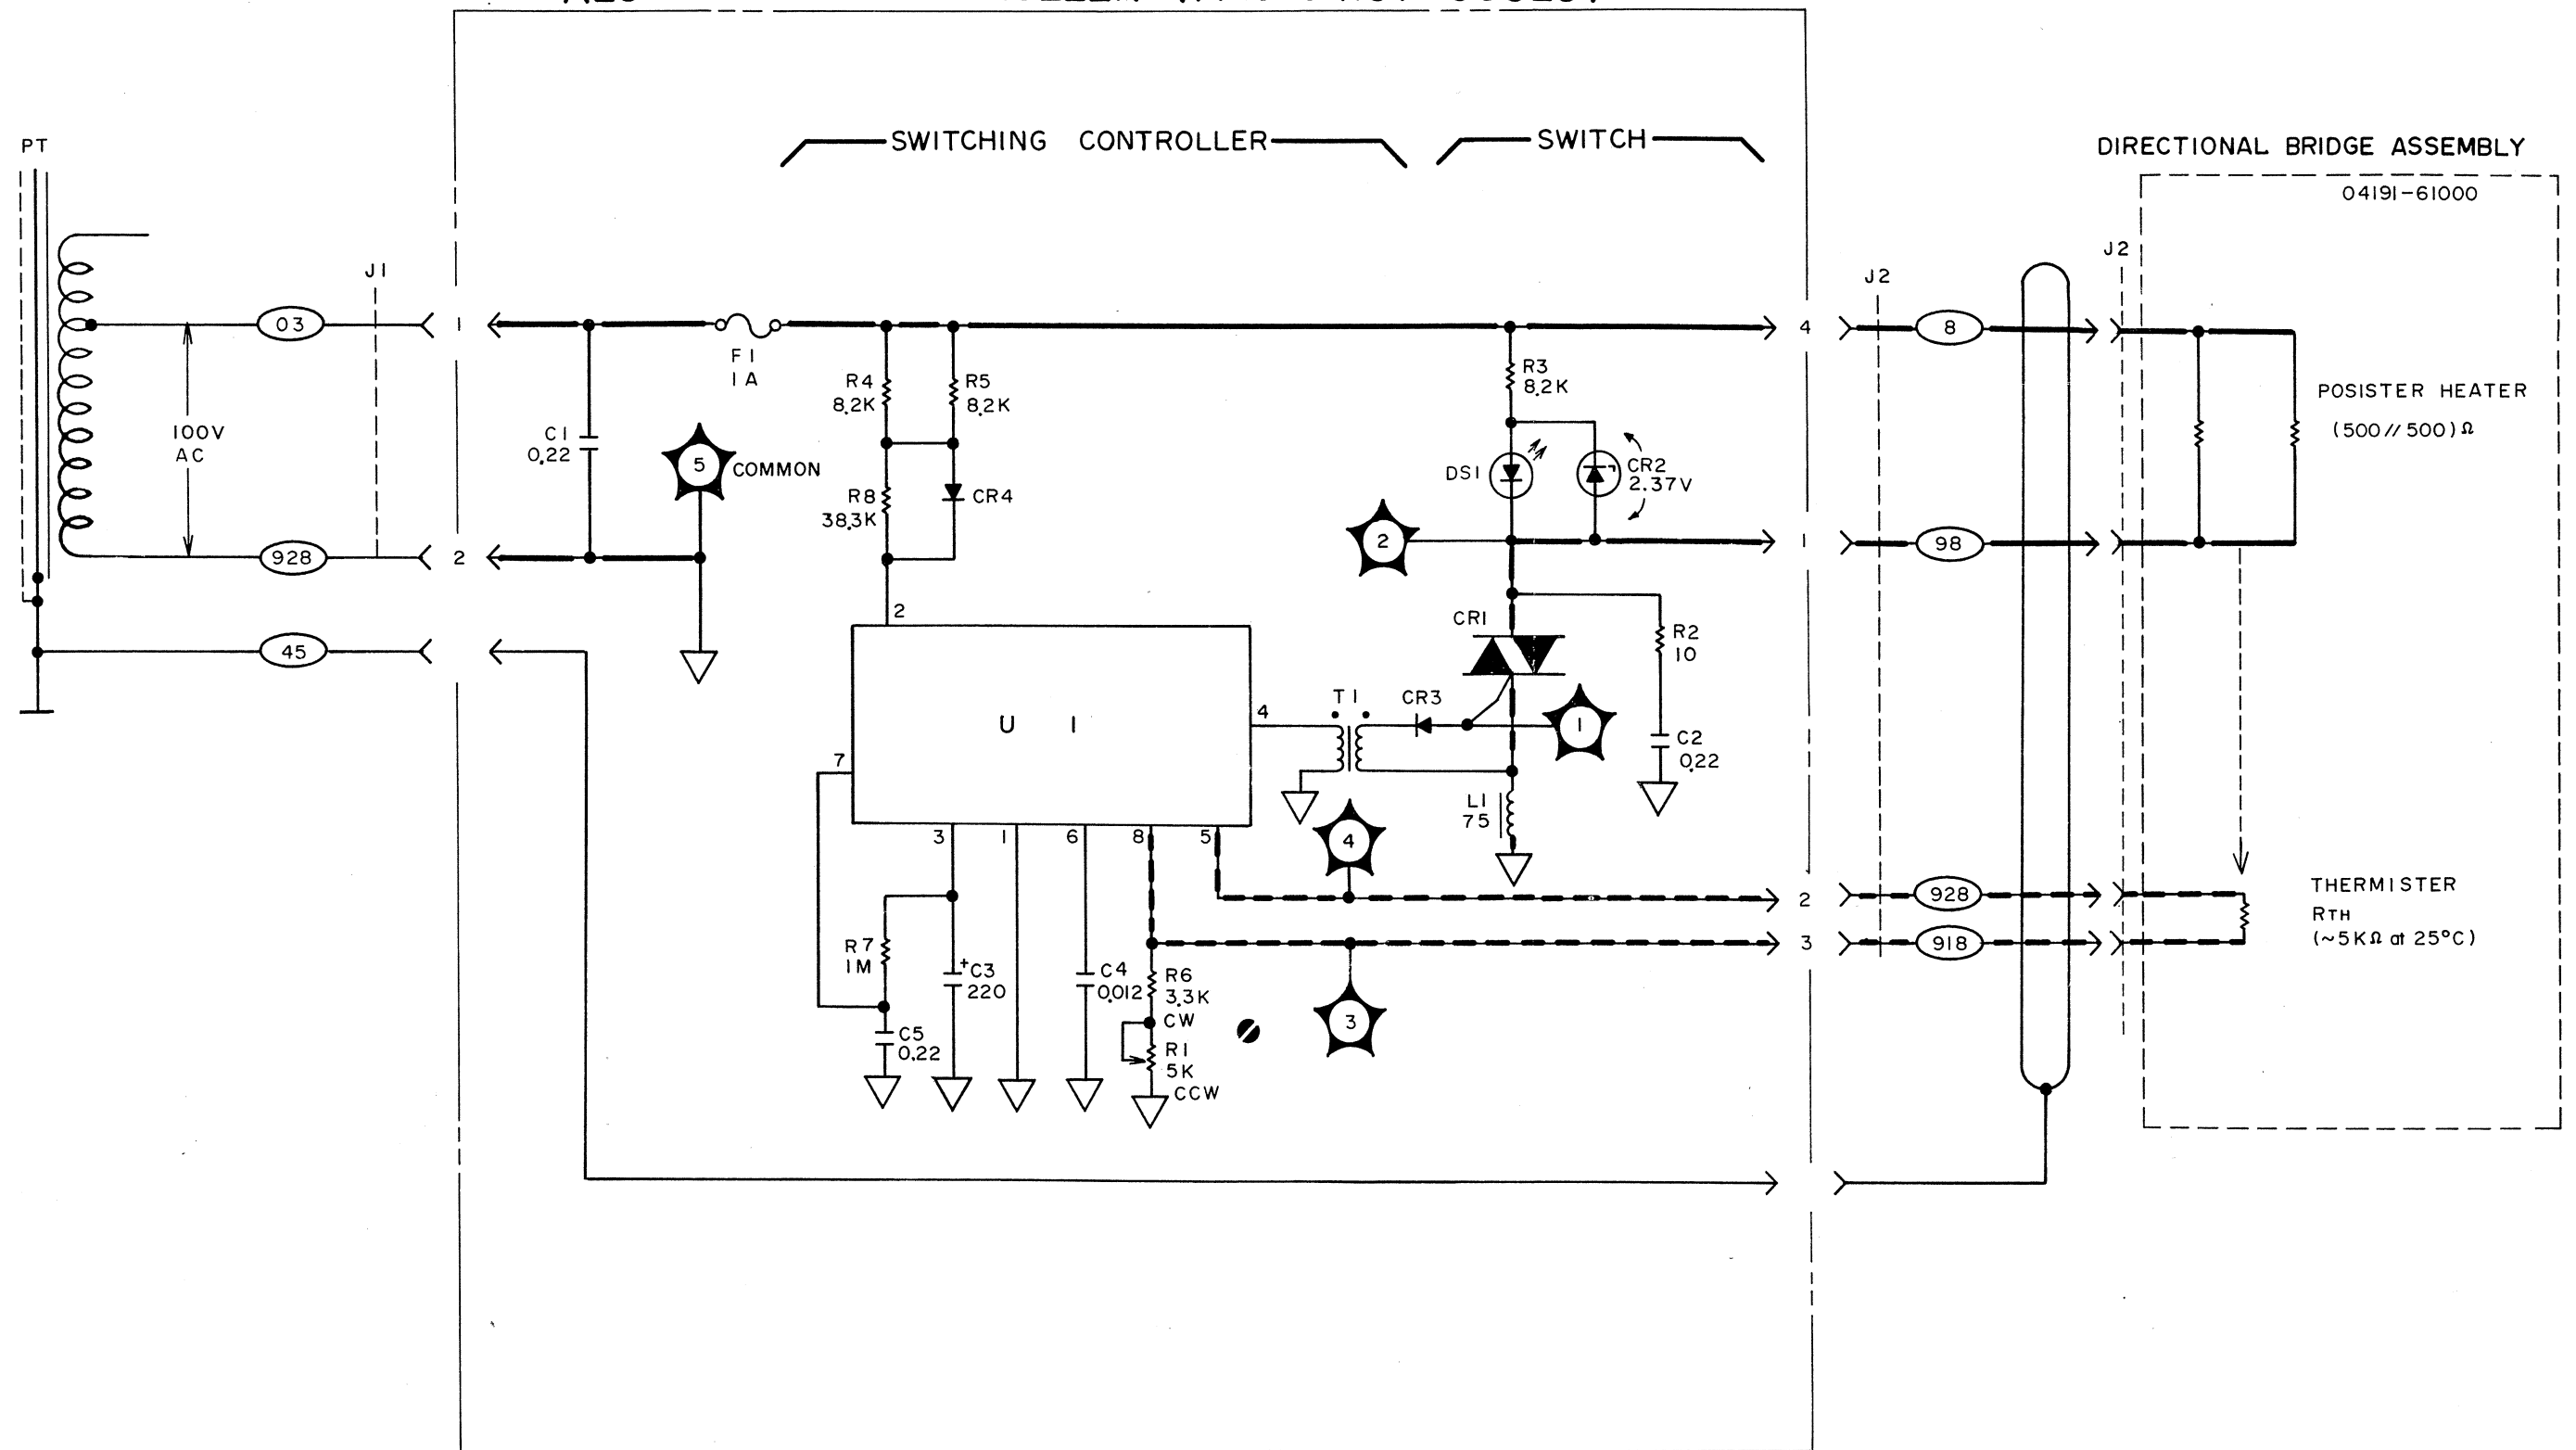 SWITCHING CONTROLLER
SWITCH
DIRECTIONAL BRIDGE ASSEMBLY
04191-61000
PT
J1
J2
J2
03
1
4
8
F1
1A
R4
8.2K
R5
8.2K
R3
8.2K
POSISTER HEATER
(500//500)Ω
100V
AC
C1
0.22
5
COMMON
DS1
CR2
2.37V
R8
38.3K
CR4
2
928
2
1
98
2
CR1
R2
10
45
U1
4
T1
CR3
1
C2
0.22
7
L1
75
4
3
1
6
8
5
2
928
THERMISTER
RTH
(~5KΩ at 25°C)
3
918
R7
1M
+
C3
220
C4
0.012
R6
3.3K
CW
3
C5
0.22
R1
5K
CCW